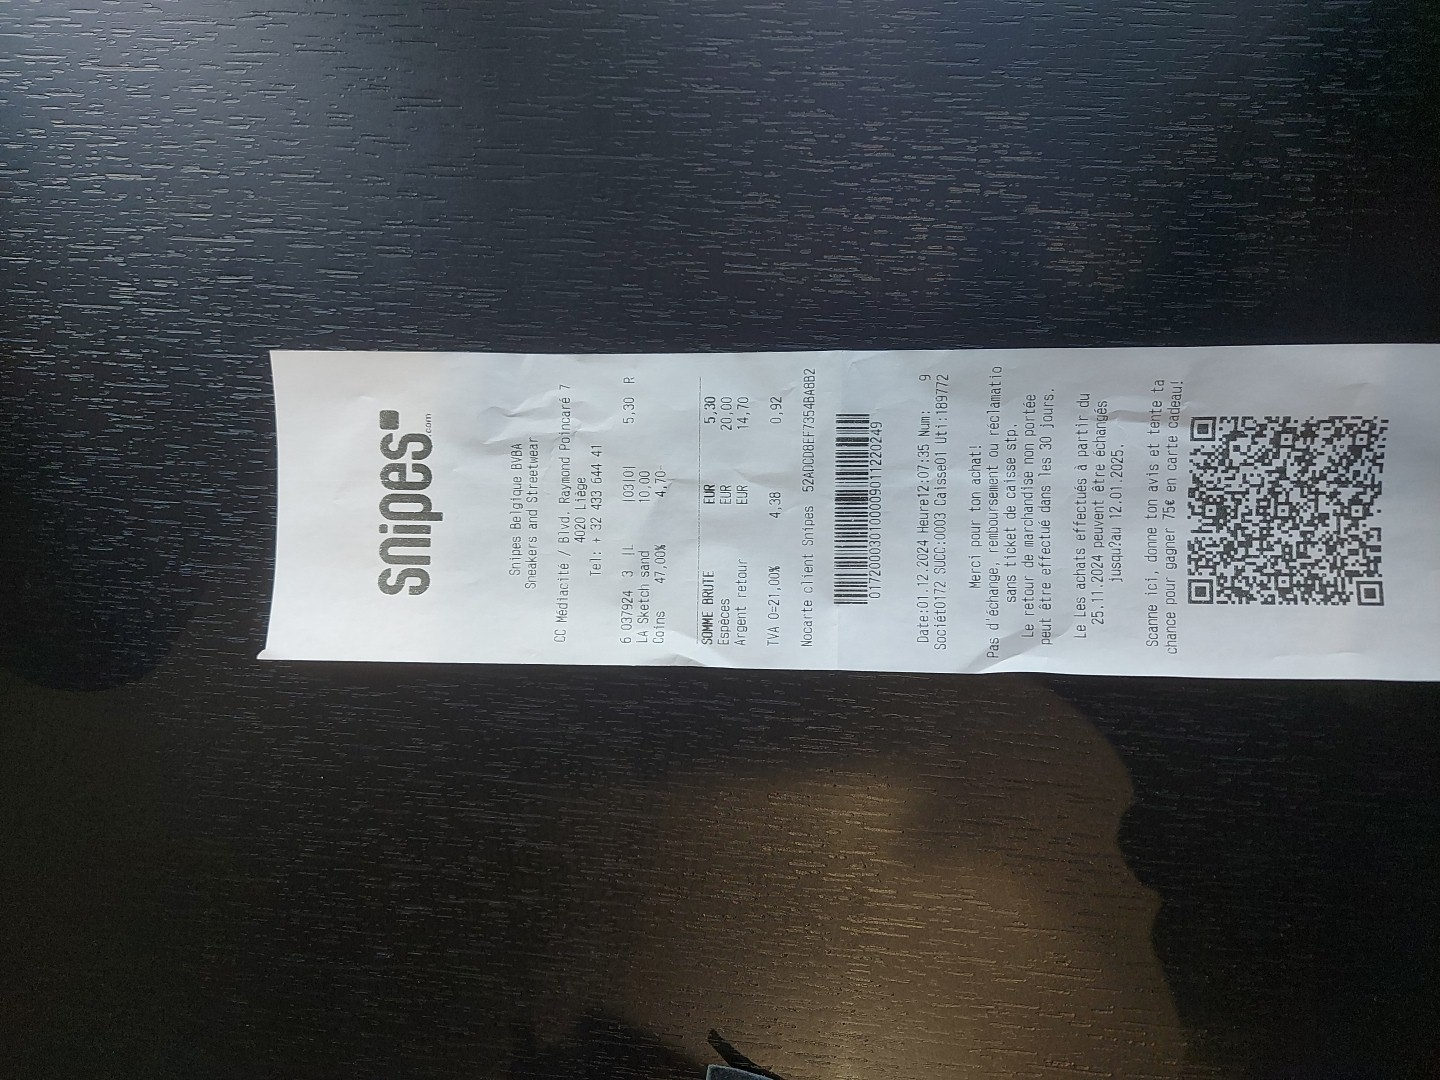 snipes
.com
Snipes Belgique BVBA
Sneakers and Streetwear
CC Médiacité / Blvd. Raymond Poincaré 7
4020 Liège
Tel: + 32 433 644 41
6 037924 3 |L |03|0| 5,30 R
LA Sketch sand 10,00
Coins 47,00% 4,70-
SOMME BRUTE EUR 5,30
Espèces EUR 20,00
Argent retour EUR 14,70
TVA 0=21,00% 4,38 0,92
Nocarte client Snipes 52ADCD8EF7354BA8B2
Date:01.12.2024 Heure12:07:35 Num: 9
Sociét0172 SUCC:0003 Caisse01 Uti:189772
Merci pour ton achat!
Pas d'échange, remboursement ou réclamatio
sans ticket de caisse stp.
Le retour de marchandise non portée
peut être effectué dans les 30 jours.
Le Les achats effectués à partir du
25.11.2024 peuvent être échangés
jusqu?au 12.01.2025.
Scanne ici, donne ton avis et tente ta
chance pour gagner 75€ en carte cadeau!